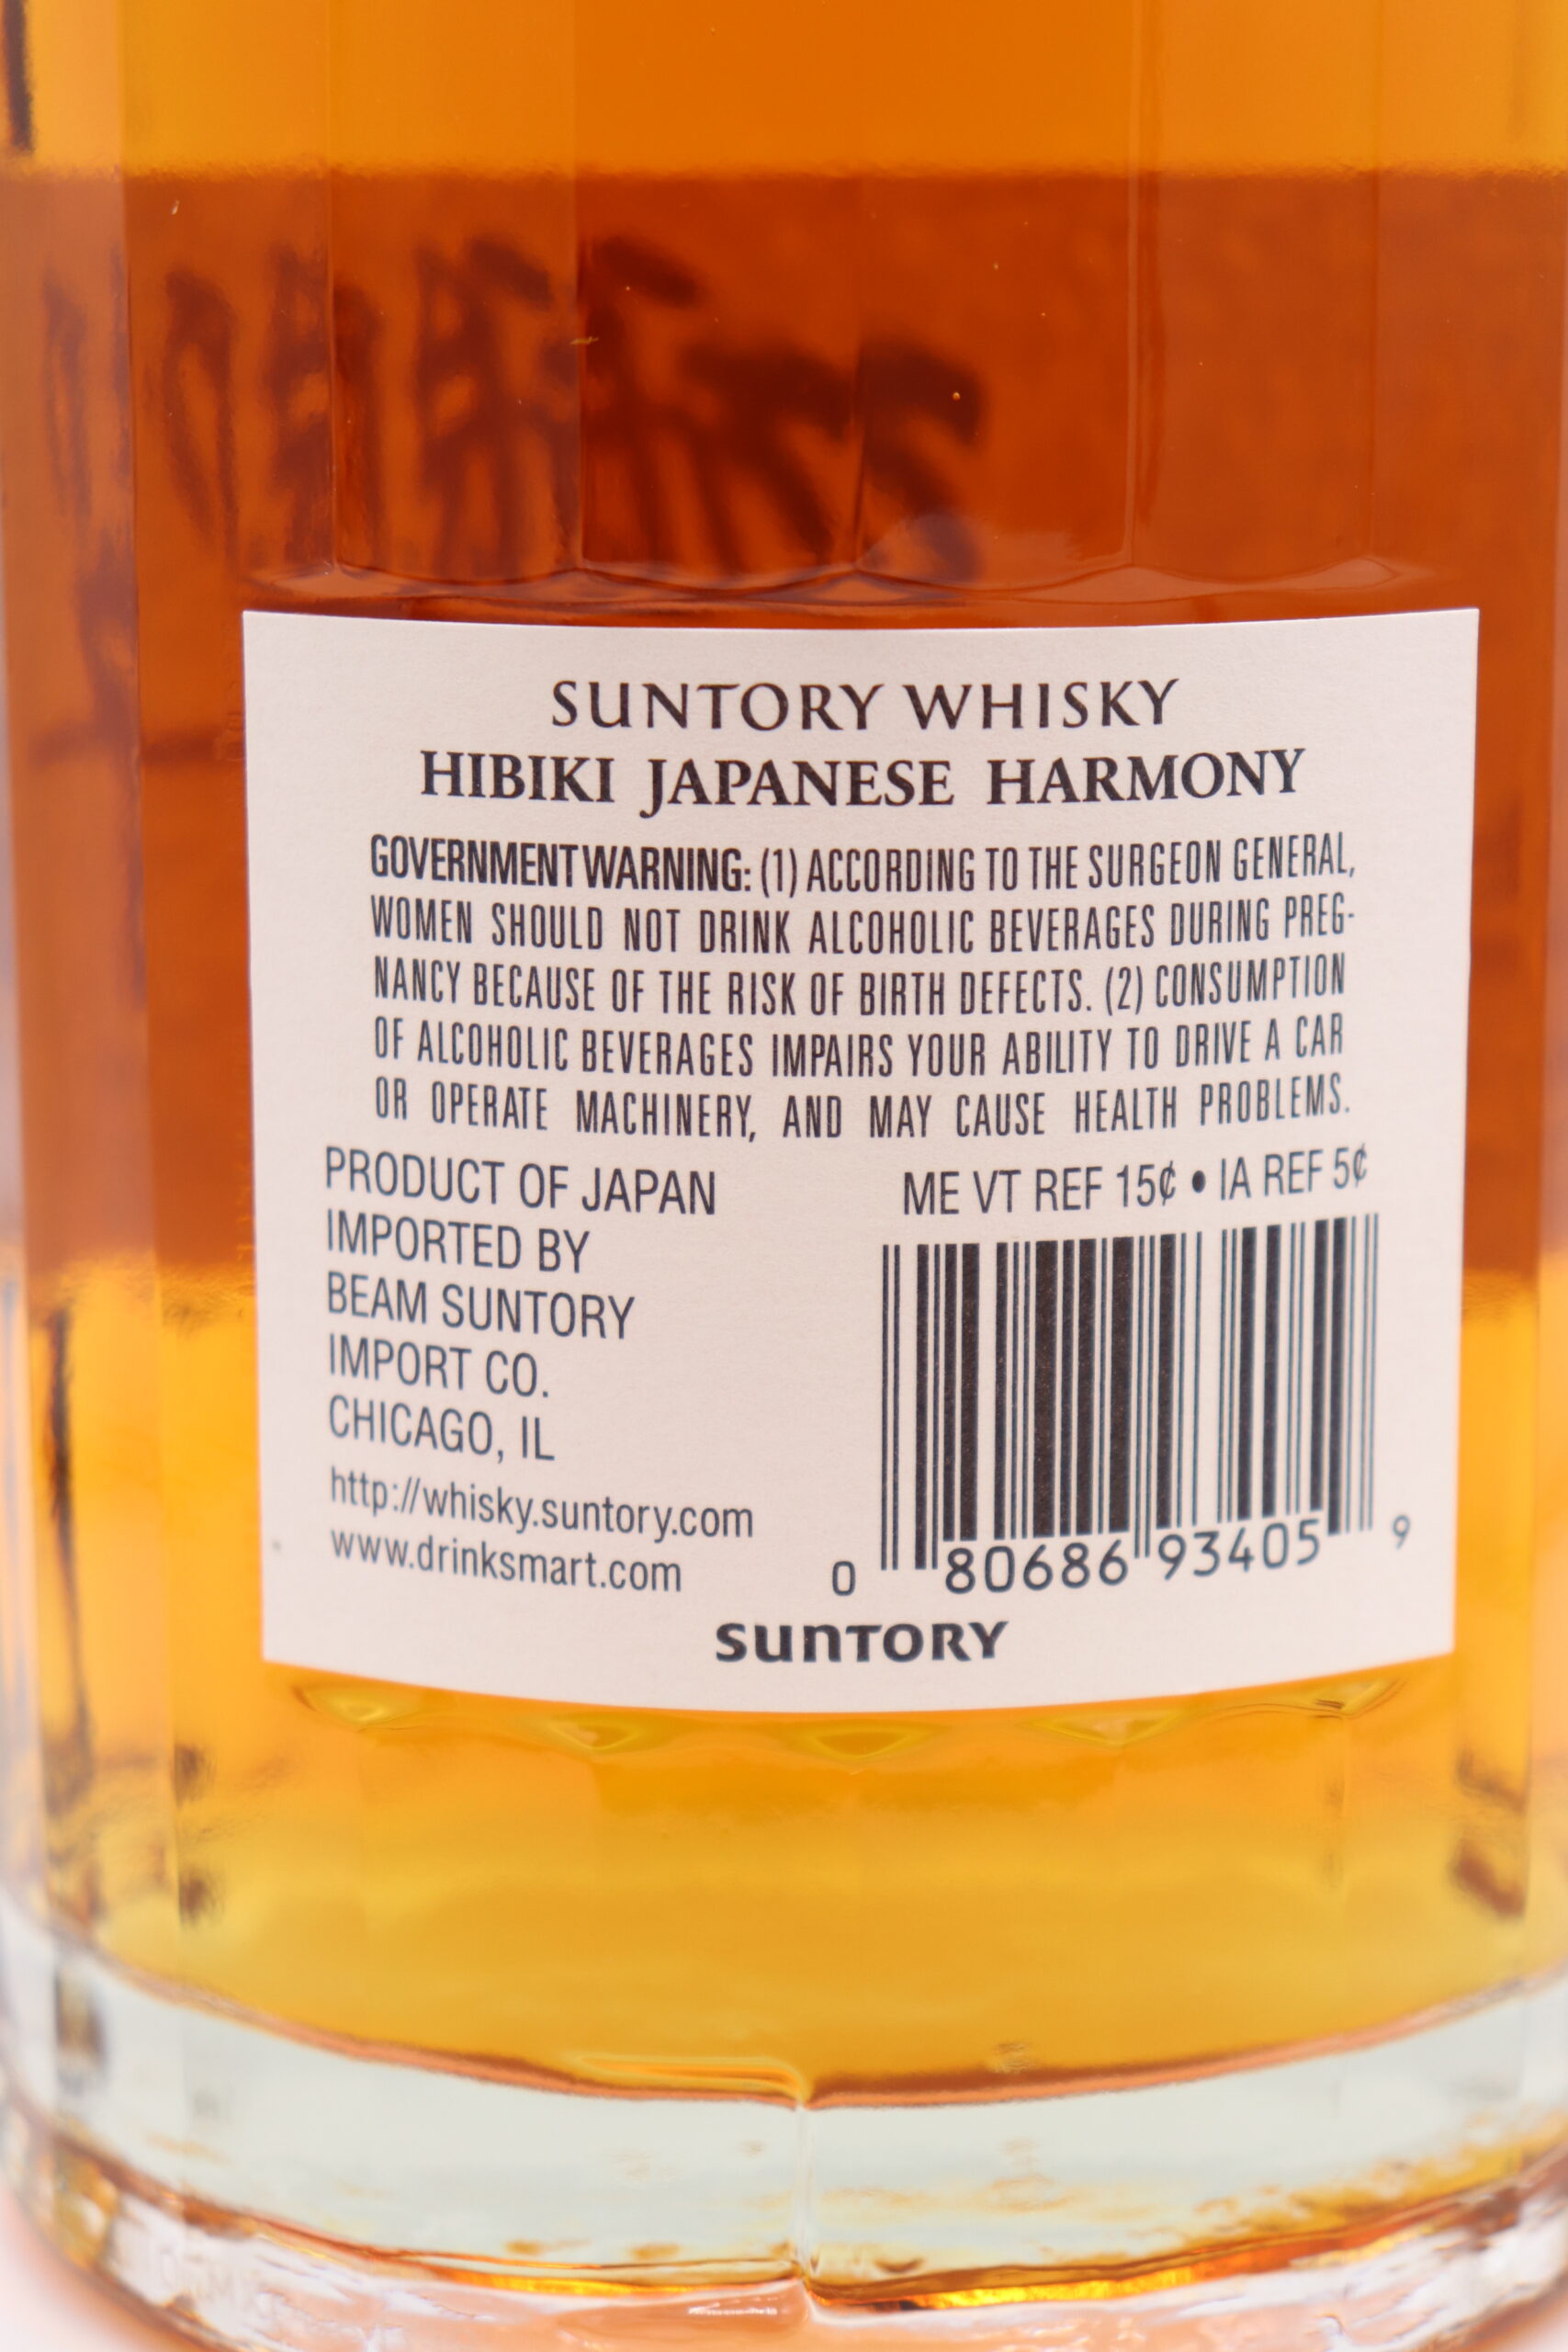 SUNTORY WHISKY
HIBIKI JAPANESE HARMONY
GOVERNMENT WARNING: (1) ACCORDING TO THE SURGEON GENERAL,
WOMEN SHOULD NOT DRINK ALCOHOLIC BEVERAGES DURING PREG-
NANCY BECAUSE OF THE RISK OF BIRTH DEFECTS. (2) CONSUMPTION
OF ALCOHOLIC BEVERAGES IMPAIRS YOUR ABILITY TO DRIVE A CAR
OR OPERATE MACHINERY, AND MAY CAUSE HEALTH PROBLEMS.
PRODUCT OF JAPAN
IMPORTED BY
BEAM SUNTORY
IMPORT CO.
CHICAGO, IL
http://whisky.suntory.com
www.drinksmart.com
ME VT REF 15¢ • IA REF 5¢
0 80686 93405 9
SUNTORY